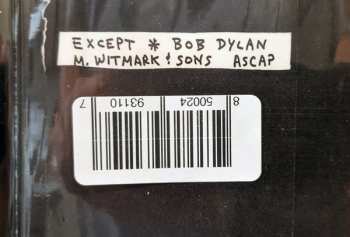 EXCEPT * BOB DYLAN
M. WITMARK & SONS ASCAP
8 50024 93110 7